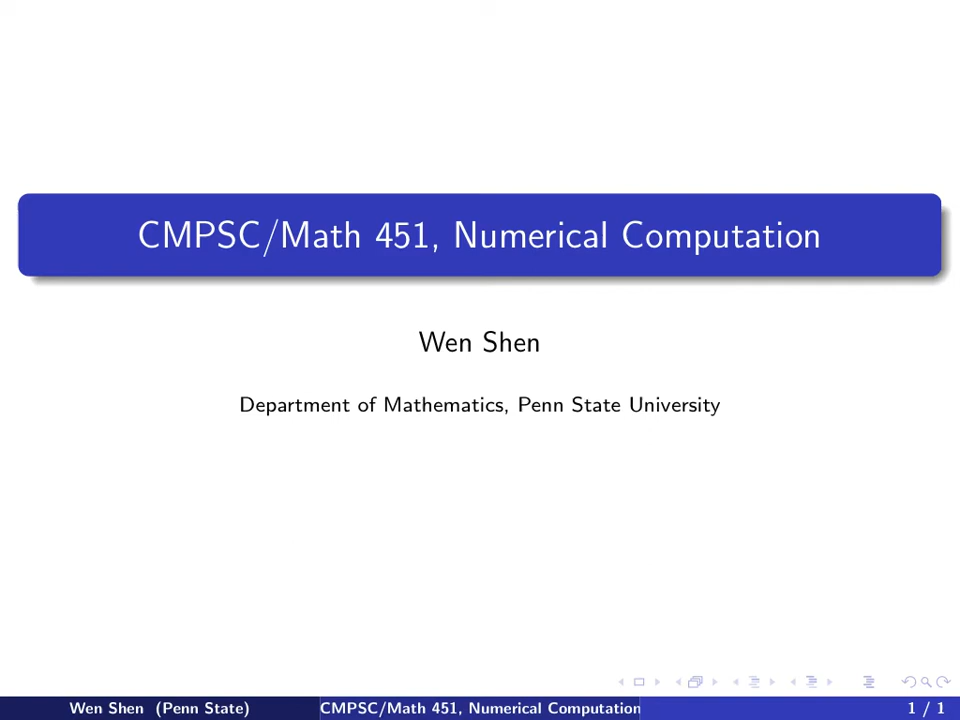 CMPSC/Math 451, Numerical Computation
Wen Shen
Department of Mathematics, Penn State University
Wen Shen (Penn State) CMPSC/Math 451, Numerical Computation 1 / 1